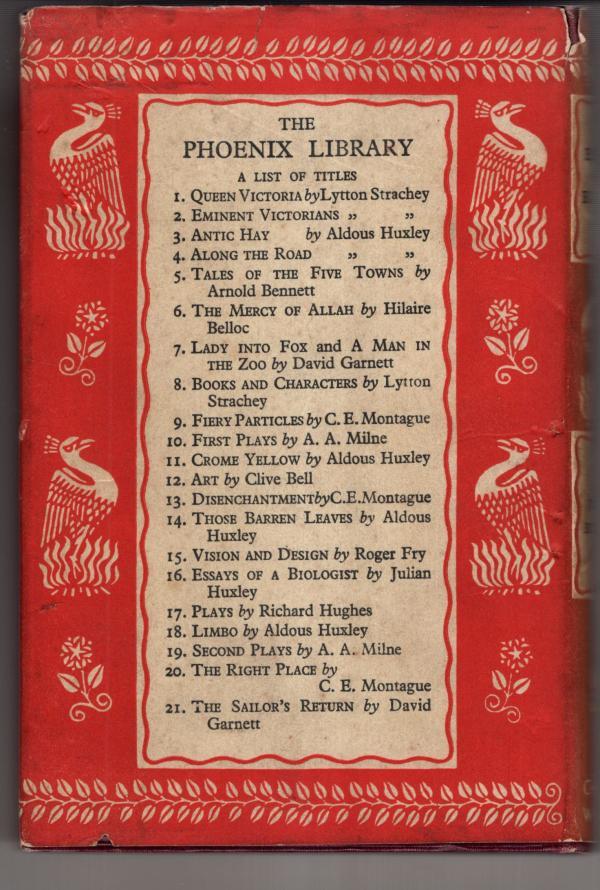 THE
PHOENIX LIBRARY
A LIST OF TITLES
1. QUEEN VICTORIA by Lytton Strachey
2. EMINENT VICTORIANS „ „
3. ANTIC HAY by Aldous Huxley
4. ALONG THE ROAD „ „
5. TALES OF THE FIVE TOWNS by
Arnold Bennett
6. THE MERCY OF ALLAH by Hilaire
Belloc
7. LADY INTO FOX and A MAN IN
THE ZOO by David Garnett
8. BOOKS AND CHARACTERS by Lytton
Strachey
9. FIERY PARTICLES by C. E. Montague
10. FIRST PLAYS by A. A. Milne
11. CROME YELLOW by Aldous Huxley
12. ART by Clive Bell
13. DISENCHANTMENT by C. E. Montague
14. THOSE BARREN LEAVES by Aldous
Huxley
15. VISION AND DESIGN by Roger Fry
16. ESSAYS OF A BIOLOGIST by Julian
Huxley
17. PLAYS by Richard Hughes
18. LIMBO by Aldous Huxley
19. SECOND PLAYS by A. A. Milne
20. THE RIGHT PLACE by
C. E. Montague
21. THE SAILOR'S RETURN by David
Garnett